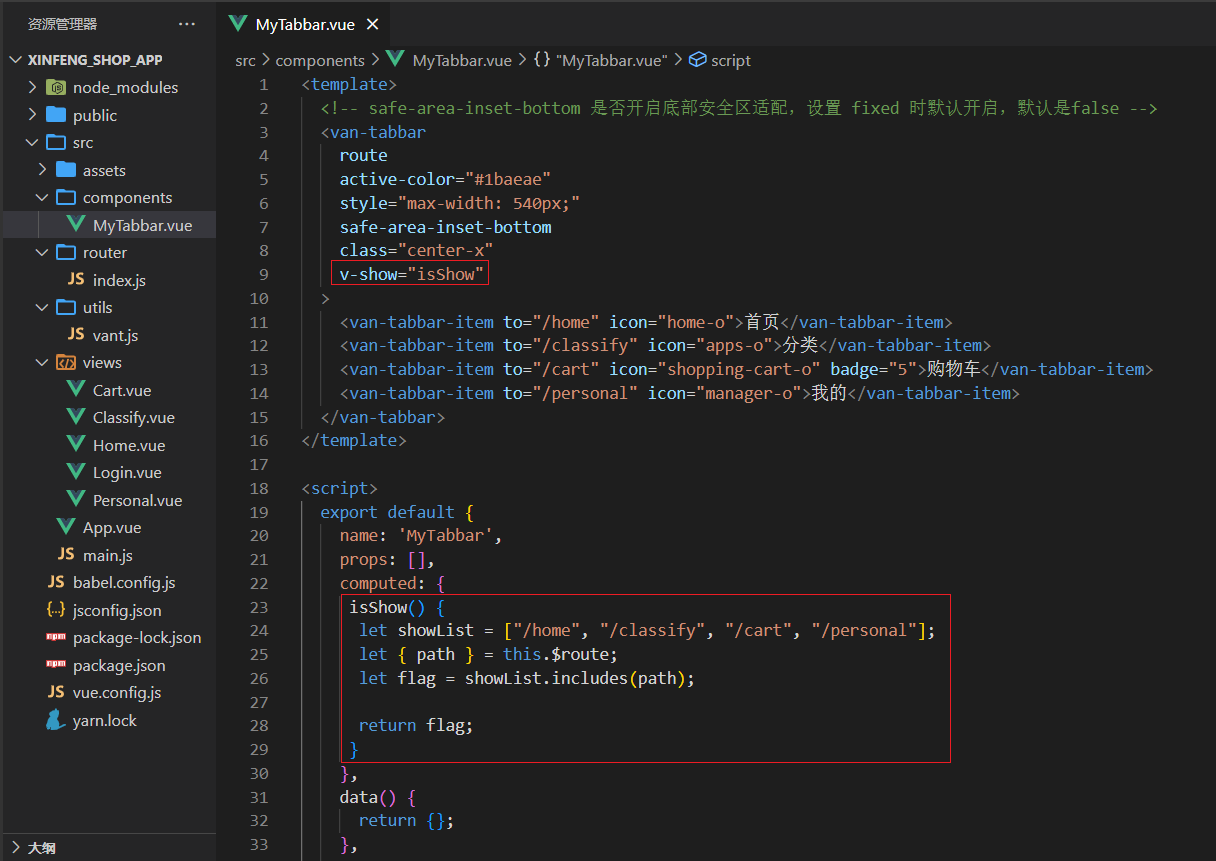 资源管理器 ···
XINFENG_SHOP_APP
node_modules
public
src
assets
components
MyTabbar.vue
router
JS index.js
utils
JS vant.js
views
Cart.vue
Classify.vue
Home.vue
Login.vue
Personal.vue
App.vue
JS main.js
JS babel.config.js
{..} jsconfig.json
npm package-lock.json
npm package.json
JS vue.config.js
yarn.lock
大纲
MyTabbar.vue
src > components > MyTabbar.vue > {} "MyTabbar.vue" > script
1 <template>
2 <!-- safe-area-inset-bottom 是否开启底部安全区适配，设置 fixed 时默认开启，默认是false -->
3 <van-tabbar
4 route
5 active-color="#1baeae"
6 style="max-width: 540px;"
7 safe-area-inset-bottom
8 class="center-x"
9 v-show="isShow"
10 >
11 <van-tabbar-item to="/home" icon="home-o">首页</van-tabbar-item>
12 <van-tabbar-item to="/classify" icon="apps-o">分类</van-tabbar-item>
13 <van-tabbar-item to="/cart" icon="shopping-cart-o" badge="5">购物车</van-tabbar-item>
14 <van-tabbar-item to="/personal" icon="manager-o">我的</van-tabbar-item>
15 </van-tabbar>
16 </template>
17
18 <script>
19 export default {
20 name: 'MyTabbar',
21 props: [],
22 computed: {
23 isShow() {
24 let showList = ["/home", "/classify", "/cart", "/personal"];
25 let { path } = this.$route;
26 let flag = showList.includes(path);
27
28 return flag;
29 }
30 },
31 data() {
32 return {};
33 },